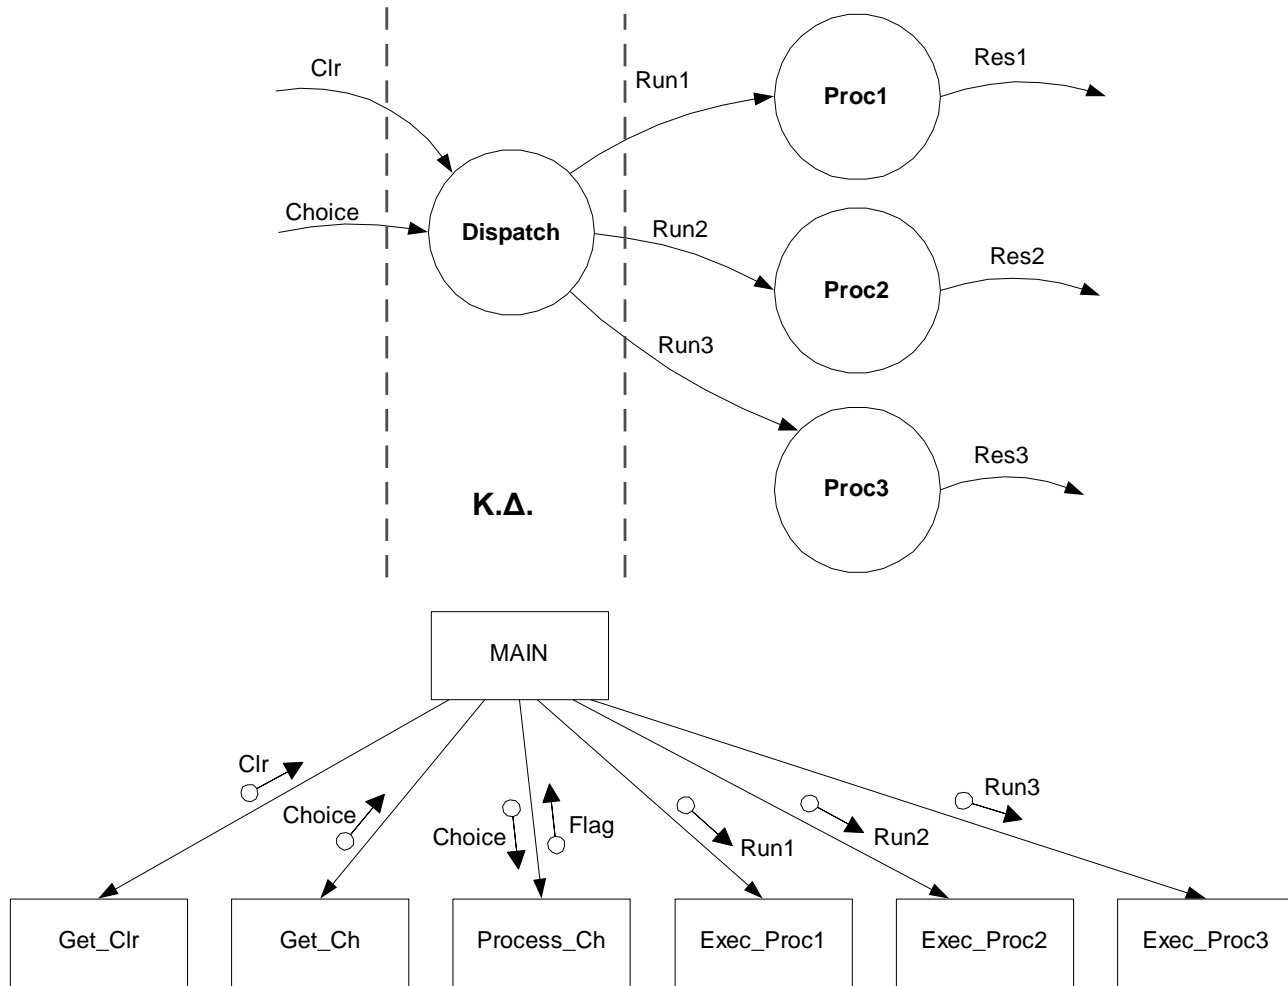 Clr
Run1
Proc1
Res1
Choice
Dispatch
Run2
Proc2
Res2
Run3
Proc3
Res3
Κ.Δ.
MAIN
Clr
Choice
Choice
Flag
Run1
Run2
Run3
Get_Clr
Get_Ch
Process_Ch
Exec_Proc1
Exec_Proc2
Exec_Proc3